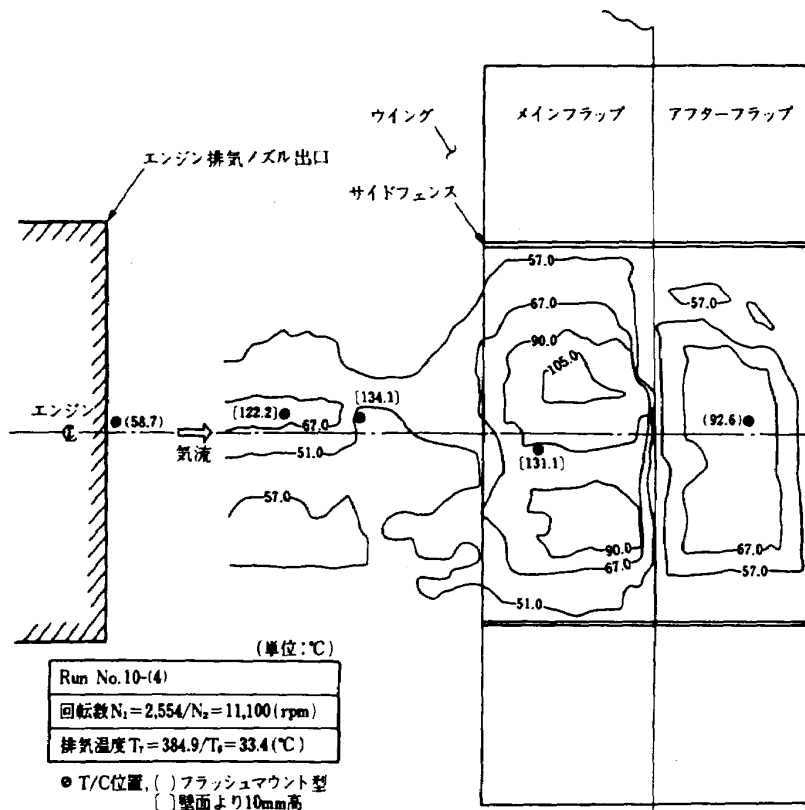 ウイング
メインフラップ
アフターフラップ
エンジン排気ノズル出口
サイドフェンス
57.0
67.0
57.0
90.0
105.0
[134.1]
[122.2]
エンジン
℄
(58.7)
67.0
(92.6)
気流
51.0
[131.1]
57.0
90.0
67.0
67.0
57.0
51.0
(単位:℃)
Run No.10-(4)
回転数N₁=2,554/N₂=11,100(rpm)
排気温度T₇=384.9/T₈=33.4(℃)
T/C位置,( )フラッシュマウント型
[ ]壁面より10mm高